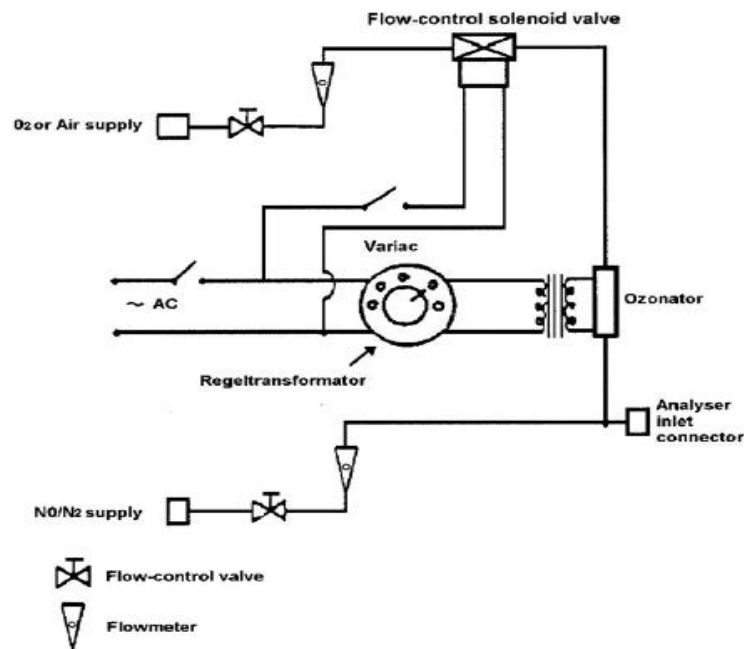 Flow-control solenoid valve
02 or Air supply
Variac
~ AC
Ozonator
Regeltransformator
Analyser
inlet
connector
N0/N2 supply
Flow-control valve
Flowmeter